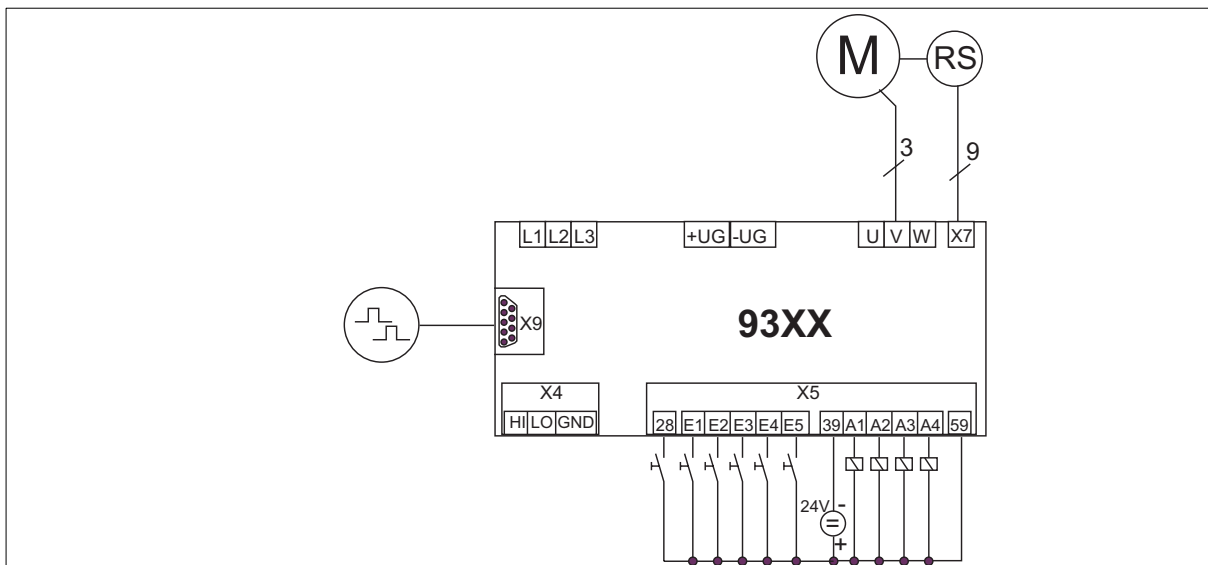 M RS
3 9
L1 L2 L3 +UG -UG U V W X7
X9
93XX
X4 X5
HI LO GND 28 E1 E2 E3 E4 E5 39 A1 A2 A3 A4 59
24V -
=
+